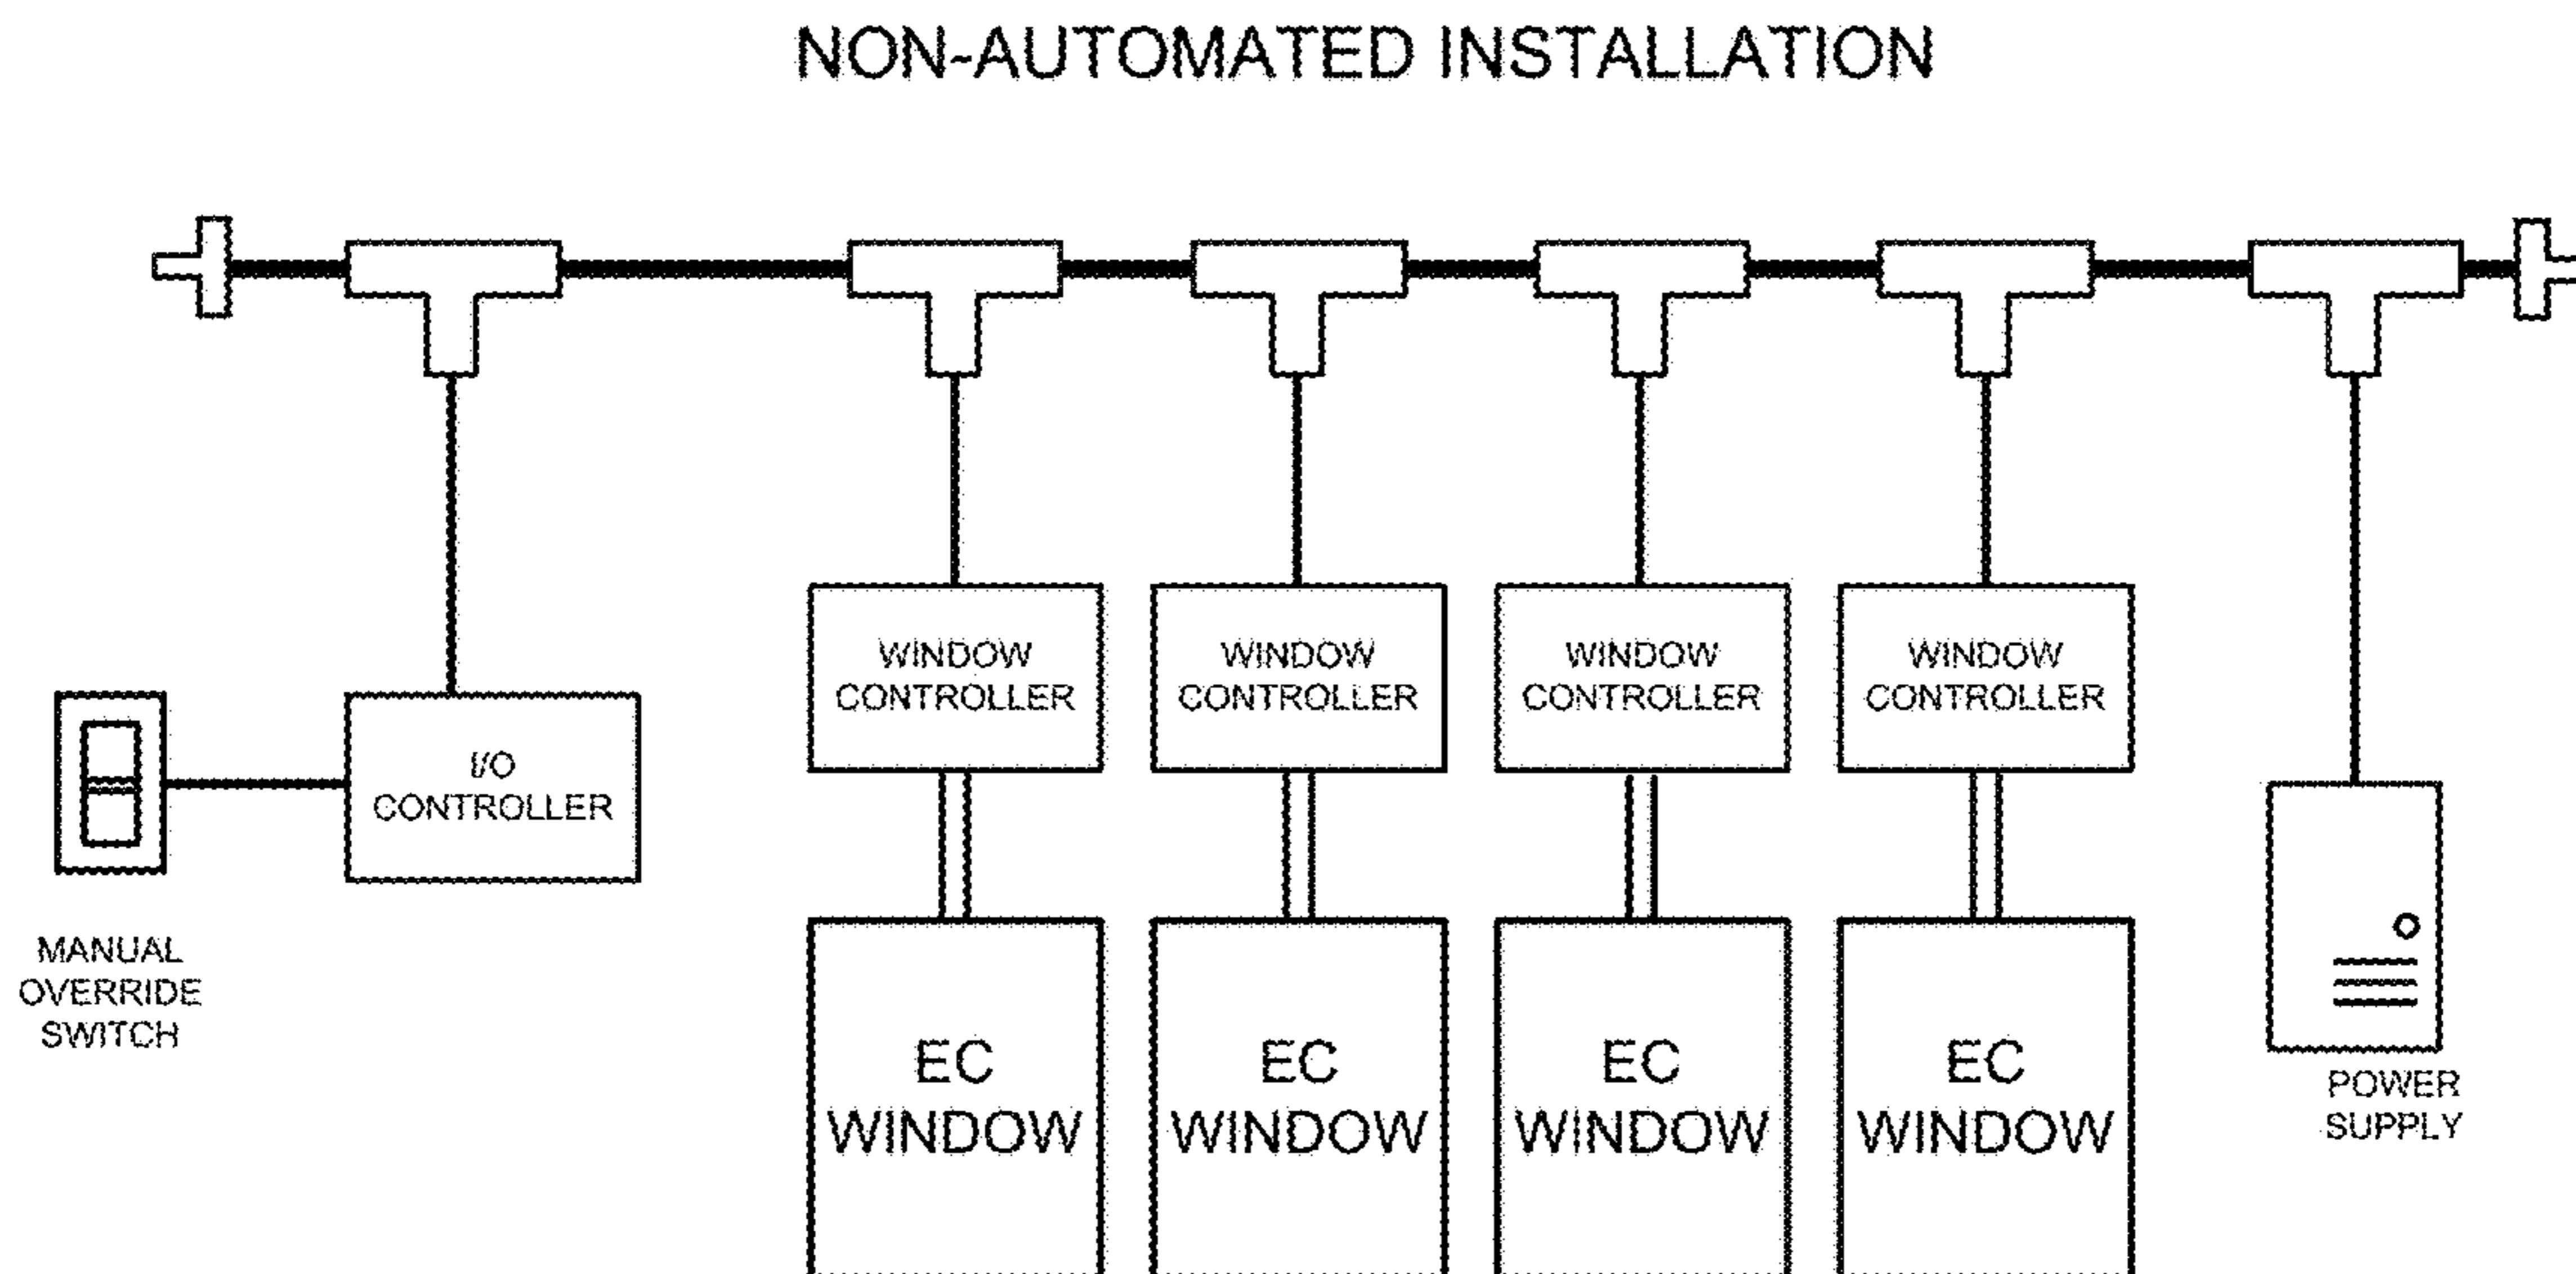 NON-AUTOMATED INSTALLATION
WINDOW
CONTROLLER
WINDOW
CONTROLLER
WINDOW
CONTROLLER
WINDOW
CONTROLLER
I/O
CONTROLLER
MANUAL
OVERRIDE
SWITCH
EC
WINDOW
EC
WINDOW
EC
WINDOW
EC
WINDOW
POWER
SUPPLY